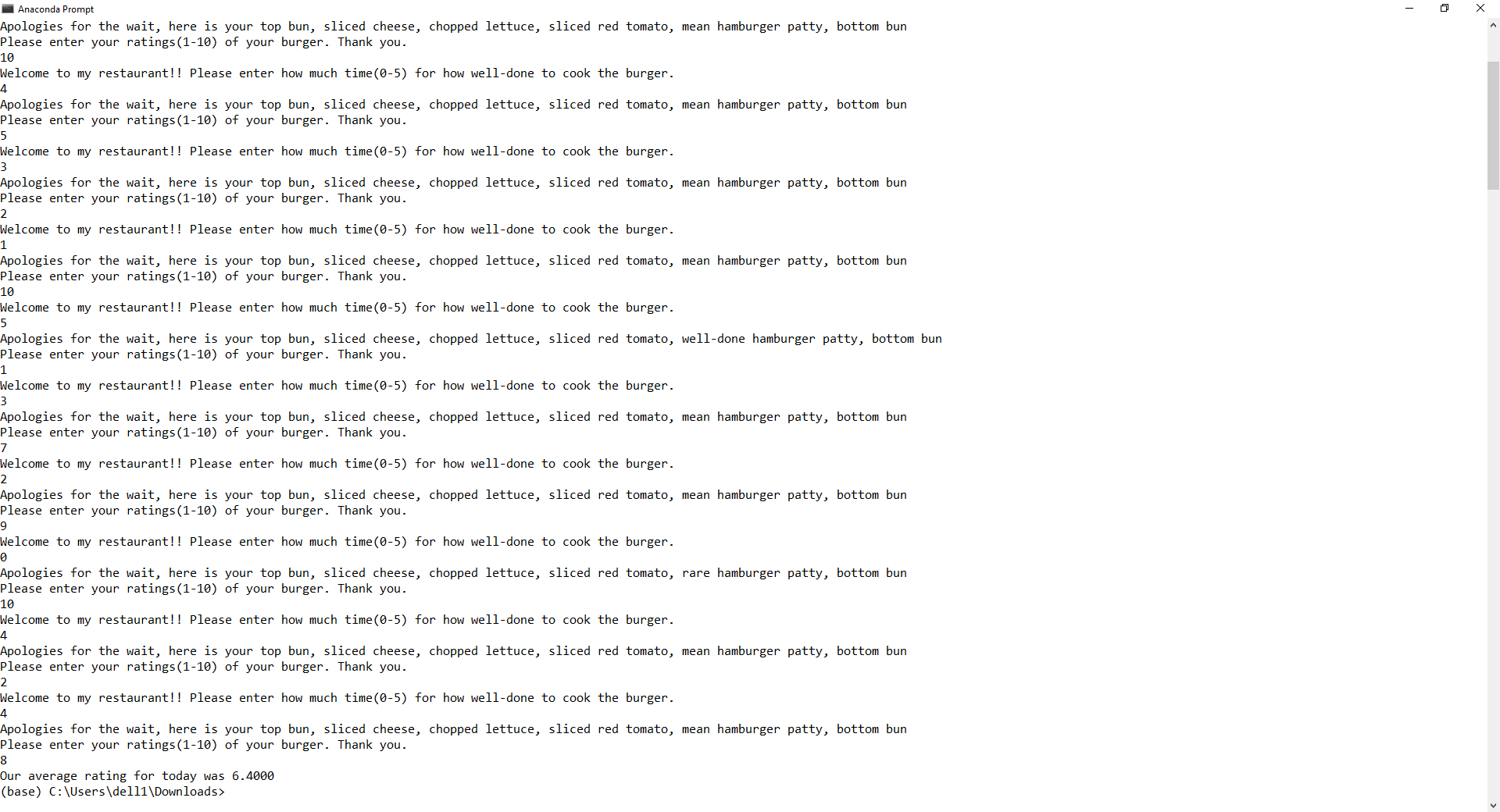 Anaconda Prompt
Apologies for the wait, here is your top bun, sliced cheese, chopped lettuce, sliced red tomato, mean hamburger patty, bottom bun
Please enter your ratings(1-10) of your burger. Thank you.
10
Welcome to my restaurant!! Please enter how much time(0-5) for how well-done to cook the burger.
4
Apologies for the wait, here is your top bun, sliced cheese, chopped lettuce, sliced red tomato, mean hamburger patty, bottom bun
Please enter your ratings(1-10) of your burger. Thank you.
5
Welcome to my restaurant!! Please enter how much time(0-5) for how well-done to cook the burger.
3
Apologies for the wait, here is your top bun, sliced cheese, chopped lettuce, sliced red tomato, mean hamburger patty, bottom bun
Please enter your ratings(1-10) of your burger. Thank you.
2
Welcome to my restaurant!! Please enter how much time(0-5) for how well-done to cook the burger.
1
Apologies for the wait, here is your top bun, sliced cheese, chopped lettuce, sliced red tomato, mean hamburger patty, bottom bun
Please enter your ratings(1-10) of your burger. Thank you.
10
Welcome to my restaurant!! Please enter how much time(0-5) for how well-done to cook the burger.
5
Apologies for the wait, here is your top bun, sliced cheese, chopped lettuce, sliced red tomato, well-done hamburger patty, bottom bun
Please enter your ratings(1-10) of your burger. Thank you.
1
Welcome to my restaurant!! Please enter how much time(0-5) for how well-done to cook the burger.
3
Apologies for the wait, here is your top bun, sliced cheese, chopped lettuce, sliced red tomato, mean hamburger patty, bottom bun
Please enter your ratings(1-10) of your burger. Thank you.
7
Welcome to my restaurant!! Please enter how much time(0-5) for how well-done to cook the burger.
2
Apologies for the wait, here is your top bun, sliced cheese, chopped lettuce, sliced red tomato, mean hamburger patty, bottom bun
Please enter your ratings(1-10) of your burger. Thank you.
9
Welcome to my restaurant!! Please enter how much time(0-5) for how well-done to cook the burger.
0
Apologies for the wait, here is your top bun, sliced cheese, chopped lettuce, sliced red tomato, rare hamburger patty, bottom bun
Please enter your ratings(1-10) of your burger. Thank you.
10
Welcome to my restaurant!! Please enter how much time(0-5) for how well-done to cook the burger.
4
Apologies for the wait, here is your top bun, sliced cheese, chopped lettuce, sliced red tomato, mean hamburger patty, bottom bun
Please enter your ratings(1-10) of your burger. Thank you.
2
Welcome to my restaurant!! Please enter how much time(0-5) for how well-done to cook the burger.
4
Apologies for the wait, here is your top bun, sliced cheese, chopped lettuce, sliced red tomato, mean hamburger patty, bottom bun
Please enter your ratings(1-10) of your burger. Thank you.
8
Our average rating for today was 6.4000
(base) C:\Users\dell1\Downloads>